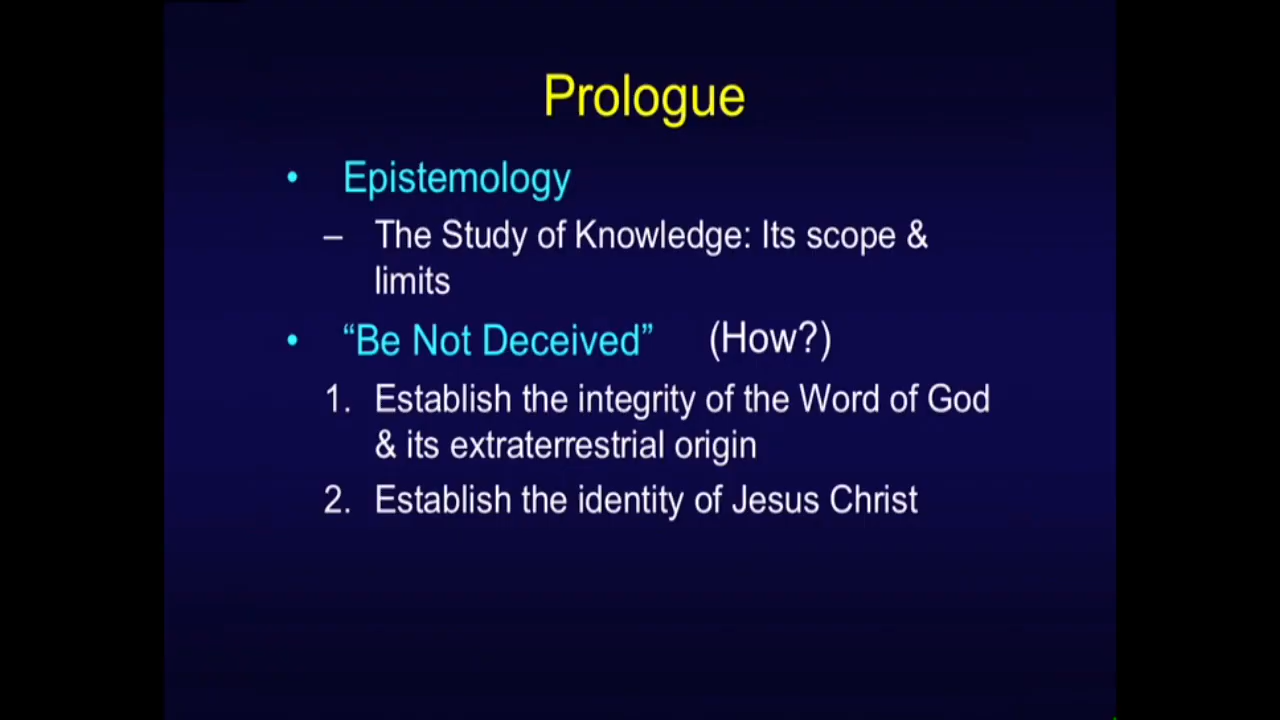 Prologue
• Epistemology
– The Study of Knowledge: Its scope &
limits
• “Be Not Deceived” (How?)
1. Establish the integrity of the Word of God
& its extraterrestrial origin
2. Establish the identity of Jesus Christ